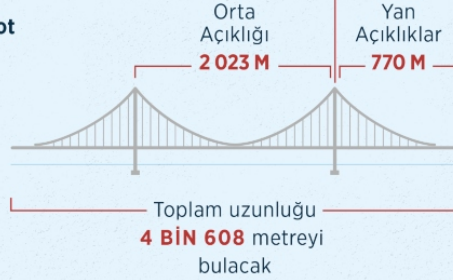 Orta
Açıklığı
2 023 M
Yan
Açıklıklar
770 M
Toplam uzunluğu
4 BİN 608 metreyi
bulacak